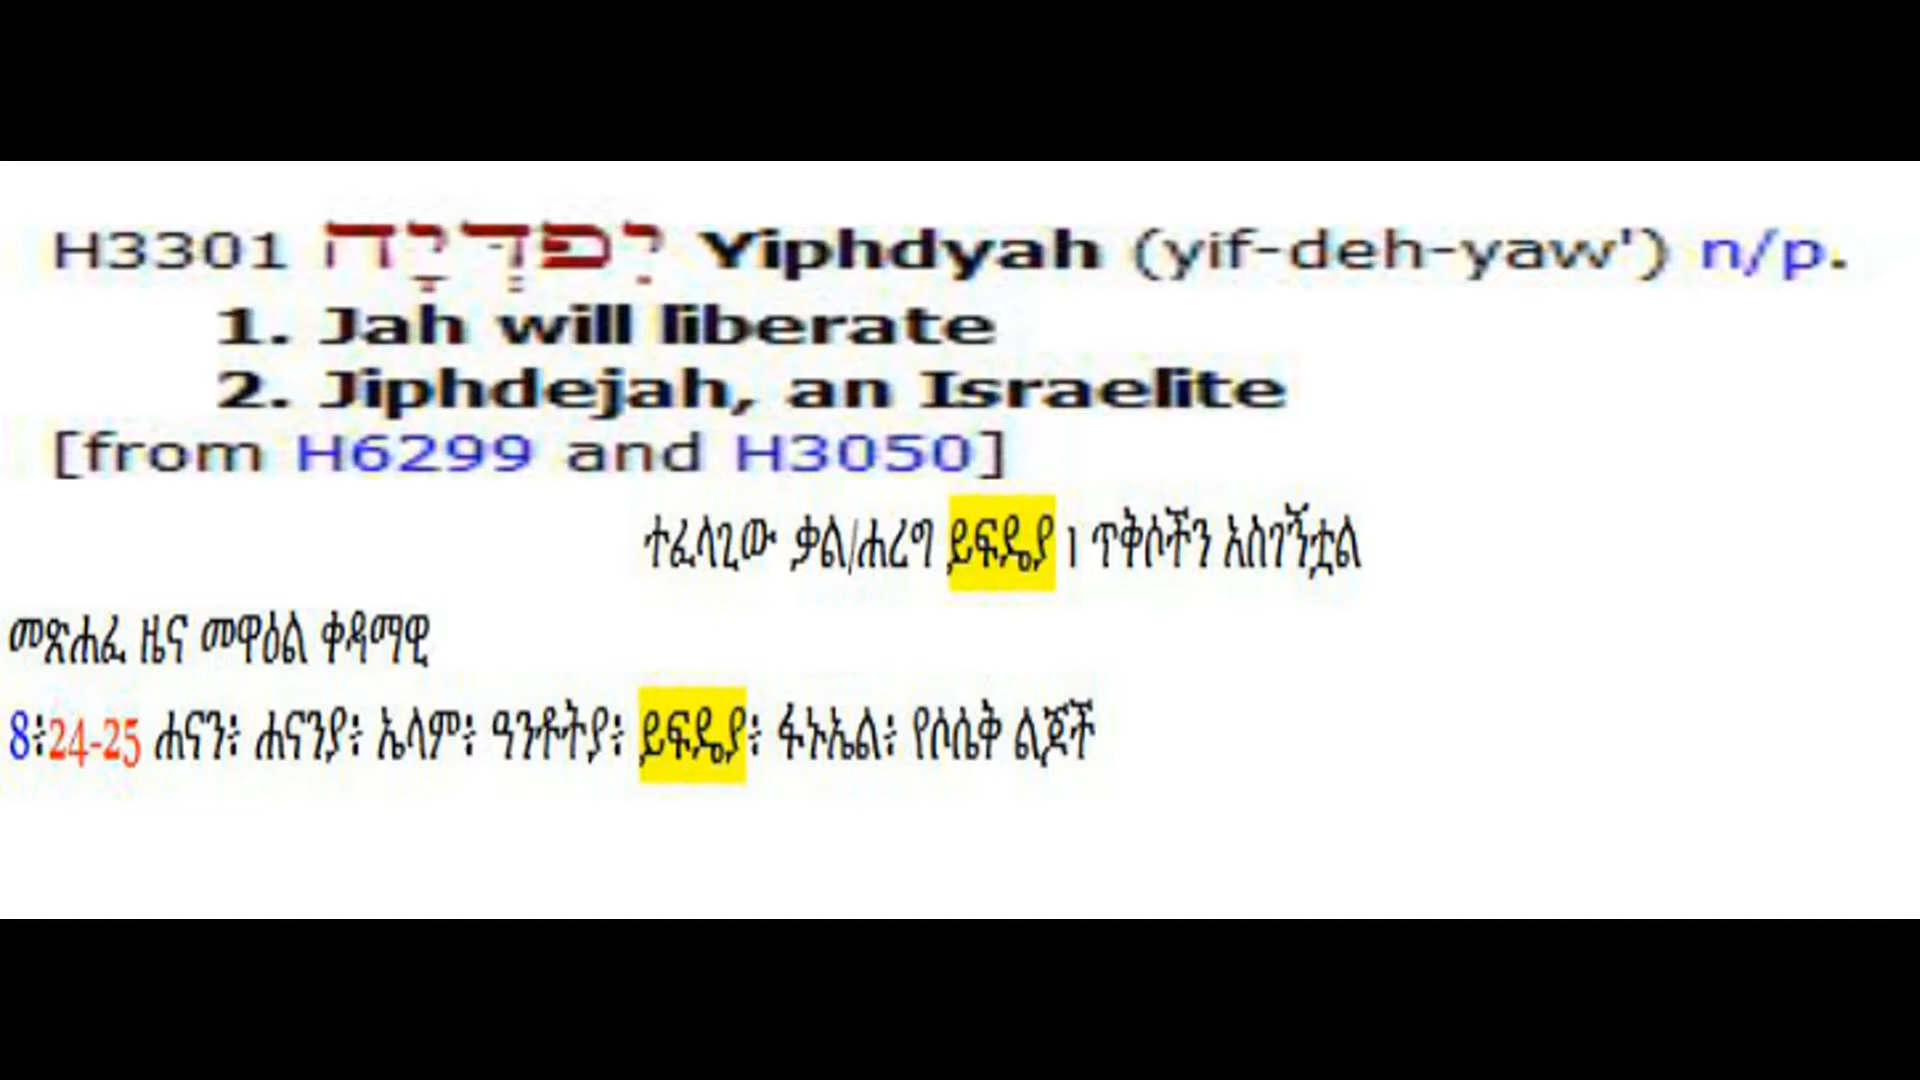 H3301 יִפְדְּיָה Yiphdyah (yif-deh-yaw') n/p.
1. Jah will liberate
2. Jiphdejah, an Israelite
[from H6299 and H3050]
ተፈላጊው ቃል/ሐረግ ይፍዴያ ፩ ጥቅሶችን አስገኝቷል
መጽሐፈ ዜና መዋዕል ቀዳማዊ
8፥24-25 ሐናን፥ ሐናንያ፥ ኤላም፥ ዓንቶትያ፥ ይፍዴያ፥ ፋኑኤል፥ የሶሴቅ ልጆች